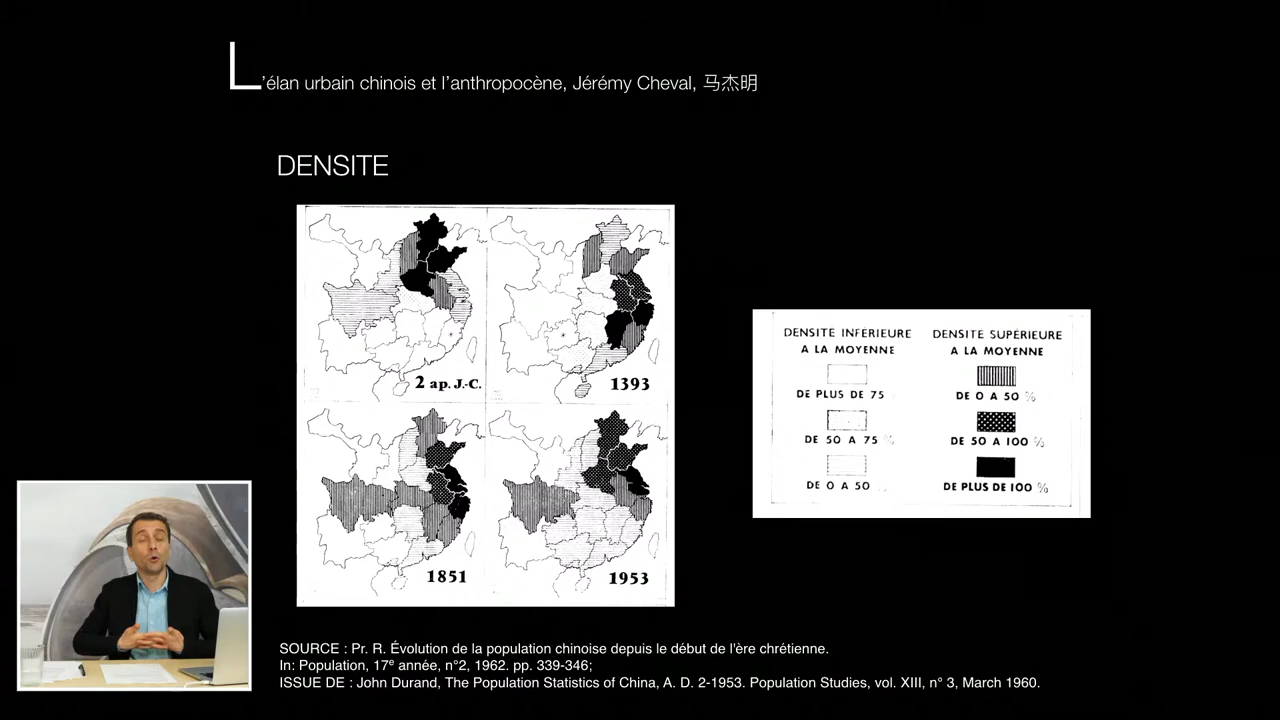 L'élan urbain chinois et l'anthropocène, Jérémy Cheval, 马杰明
DENSITE
2 ap. J.-C.
1393
1851
1953
DENSITE INFÉRIEURE
A LA MOYENNE
DE PLUS DE 75
DE 50 A 75 %
DE 0 A 50
DENSITE SUPÉRIEURE
A LA MOYENNE
DE 0 A 50 %
DE 50 A 100 %
DE PLUS DE 100 %
SOURCE : Pr. R. Évolution de la population chinoise depuis le début de l'ère chrétienne.
In: Population, 17e année, n°2, 1962. pp. 339-346;
ISSUE DE : John Durand, The Population Statistics of China, A. D. 2-1953. Population Studies, vol. XIII, n° 3, March 1960.